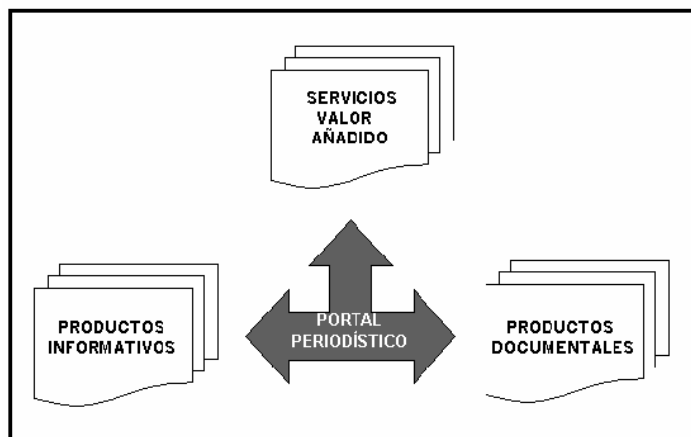 SERVICIOS
VALOR
AÑADIDO
PRODUCTOS
INFORMATIVOS
PORTAL
PERIODÍSTICO
PRODUCTOS
DOCUMENTALES